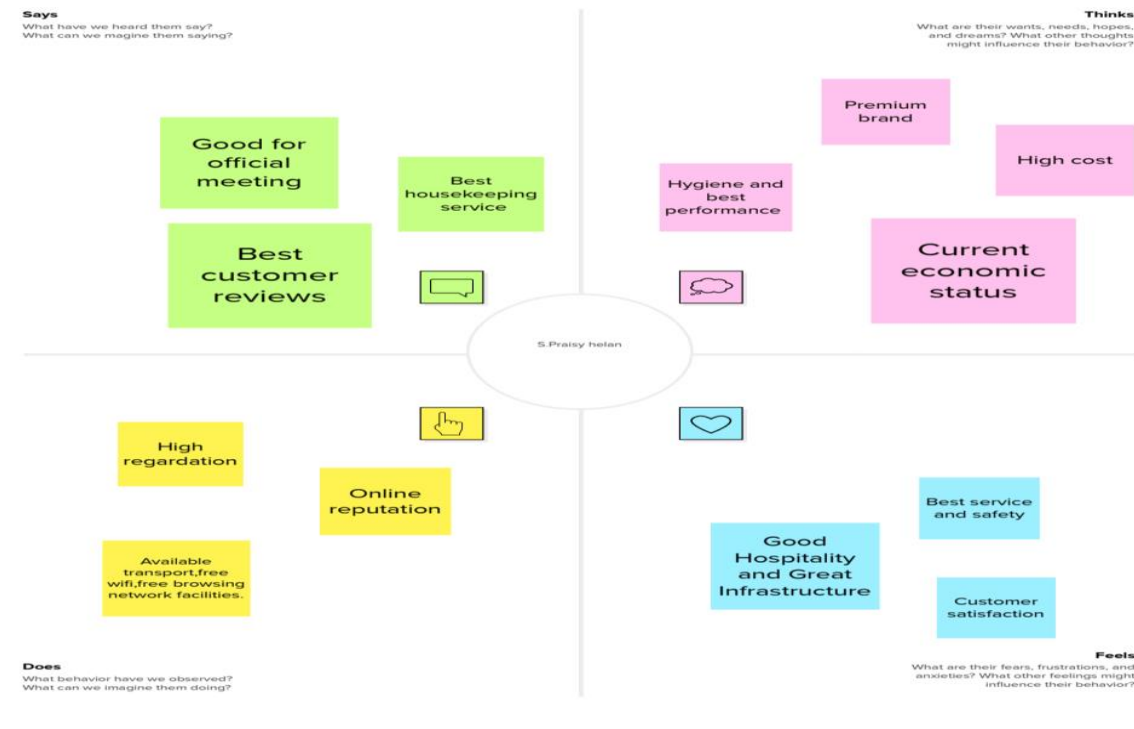 Says
What have we heard them say?
What can we magine them saying?
Good for
official
meeting
Best
housekeeping
service
Best
customer
reviews
Thinks
What are their wants, needs, hopes,
and dreams? What other thoughts
might influence their behavior?
Premium
brand
High cost
Hygiene and
best
performance
Current
economic
status
S.Praisy helan
High
regardation
Online
reputation
Available
transport,free
wifi,free browsing
network facilities.
Does
What behavior have we observed?
What can we imagine them doing?
Best service
and safety
Good
Hospitality
and Great
Infrastructure
Customer
satisfaction
Feels
What are their fears, frustrations, and
anxieties? What other feelings might
influence their behavior?